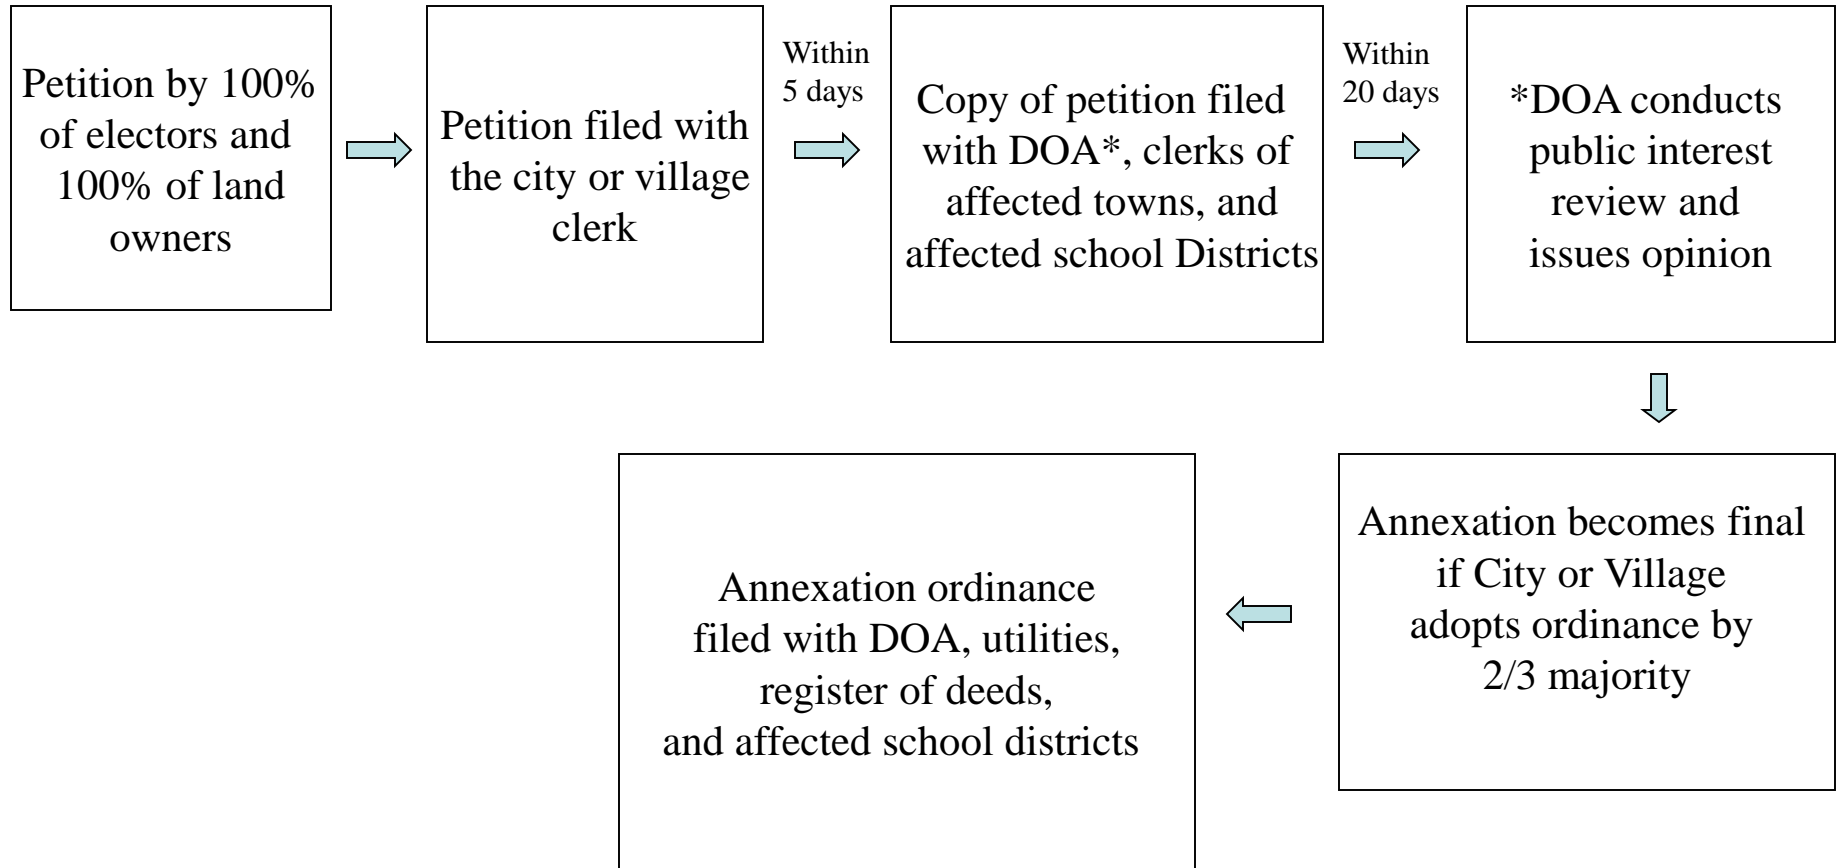 Petition by 100%
of electors and
100% of land
owners
Petition filed with
the city or village
clerk
Within
5 days
Copy of petition filed
with DOA*, clerks of
affected towns, and
affected school Districts
Within
20 days
*DOA conducts
public interest
review and
issues opinion
Annexation becomes final
if City or Village
adopts ordinance by
2/3 majority
Annexation ordinance
filed with DOA, utilities,
register of deeds,
and affected school districts